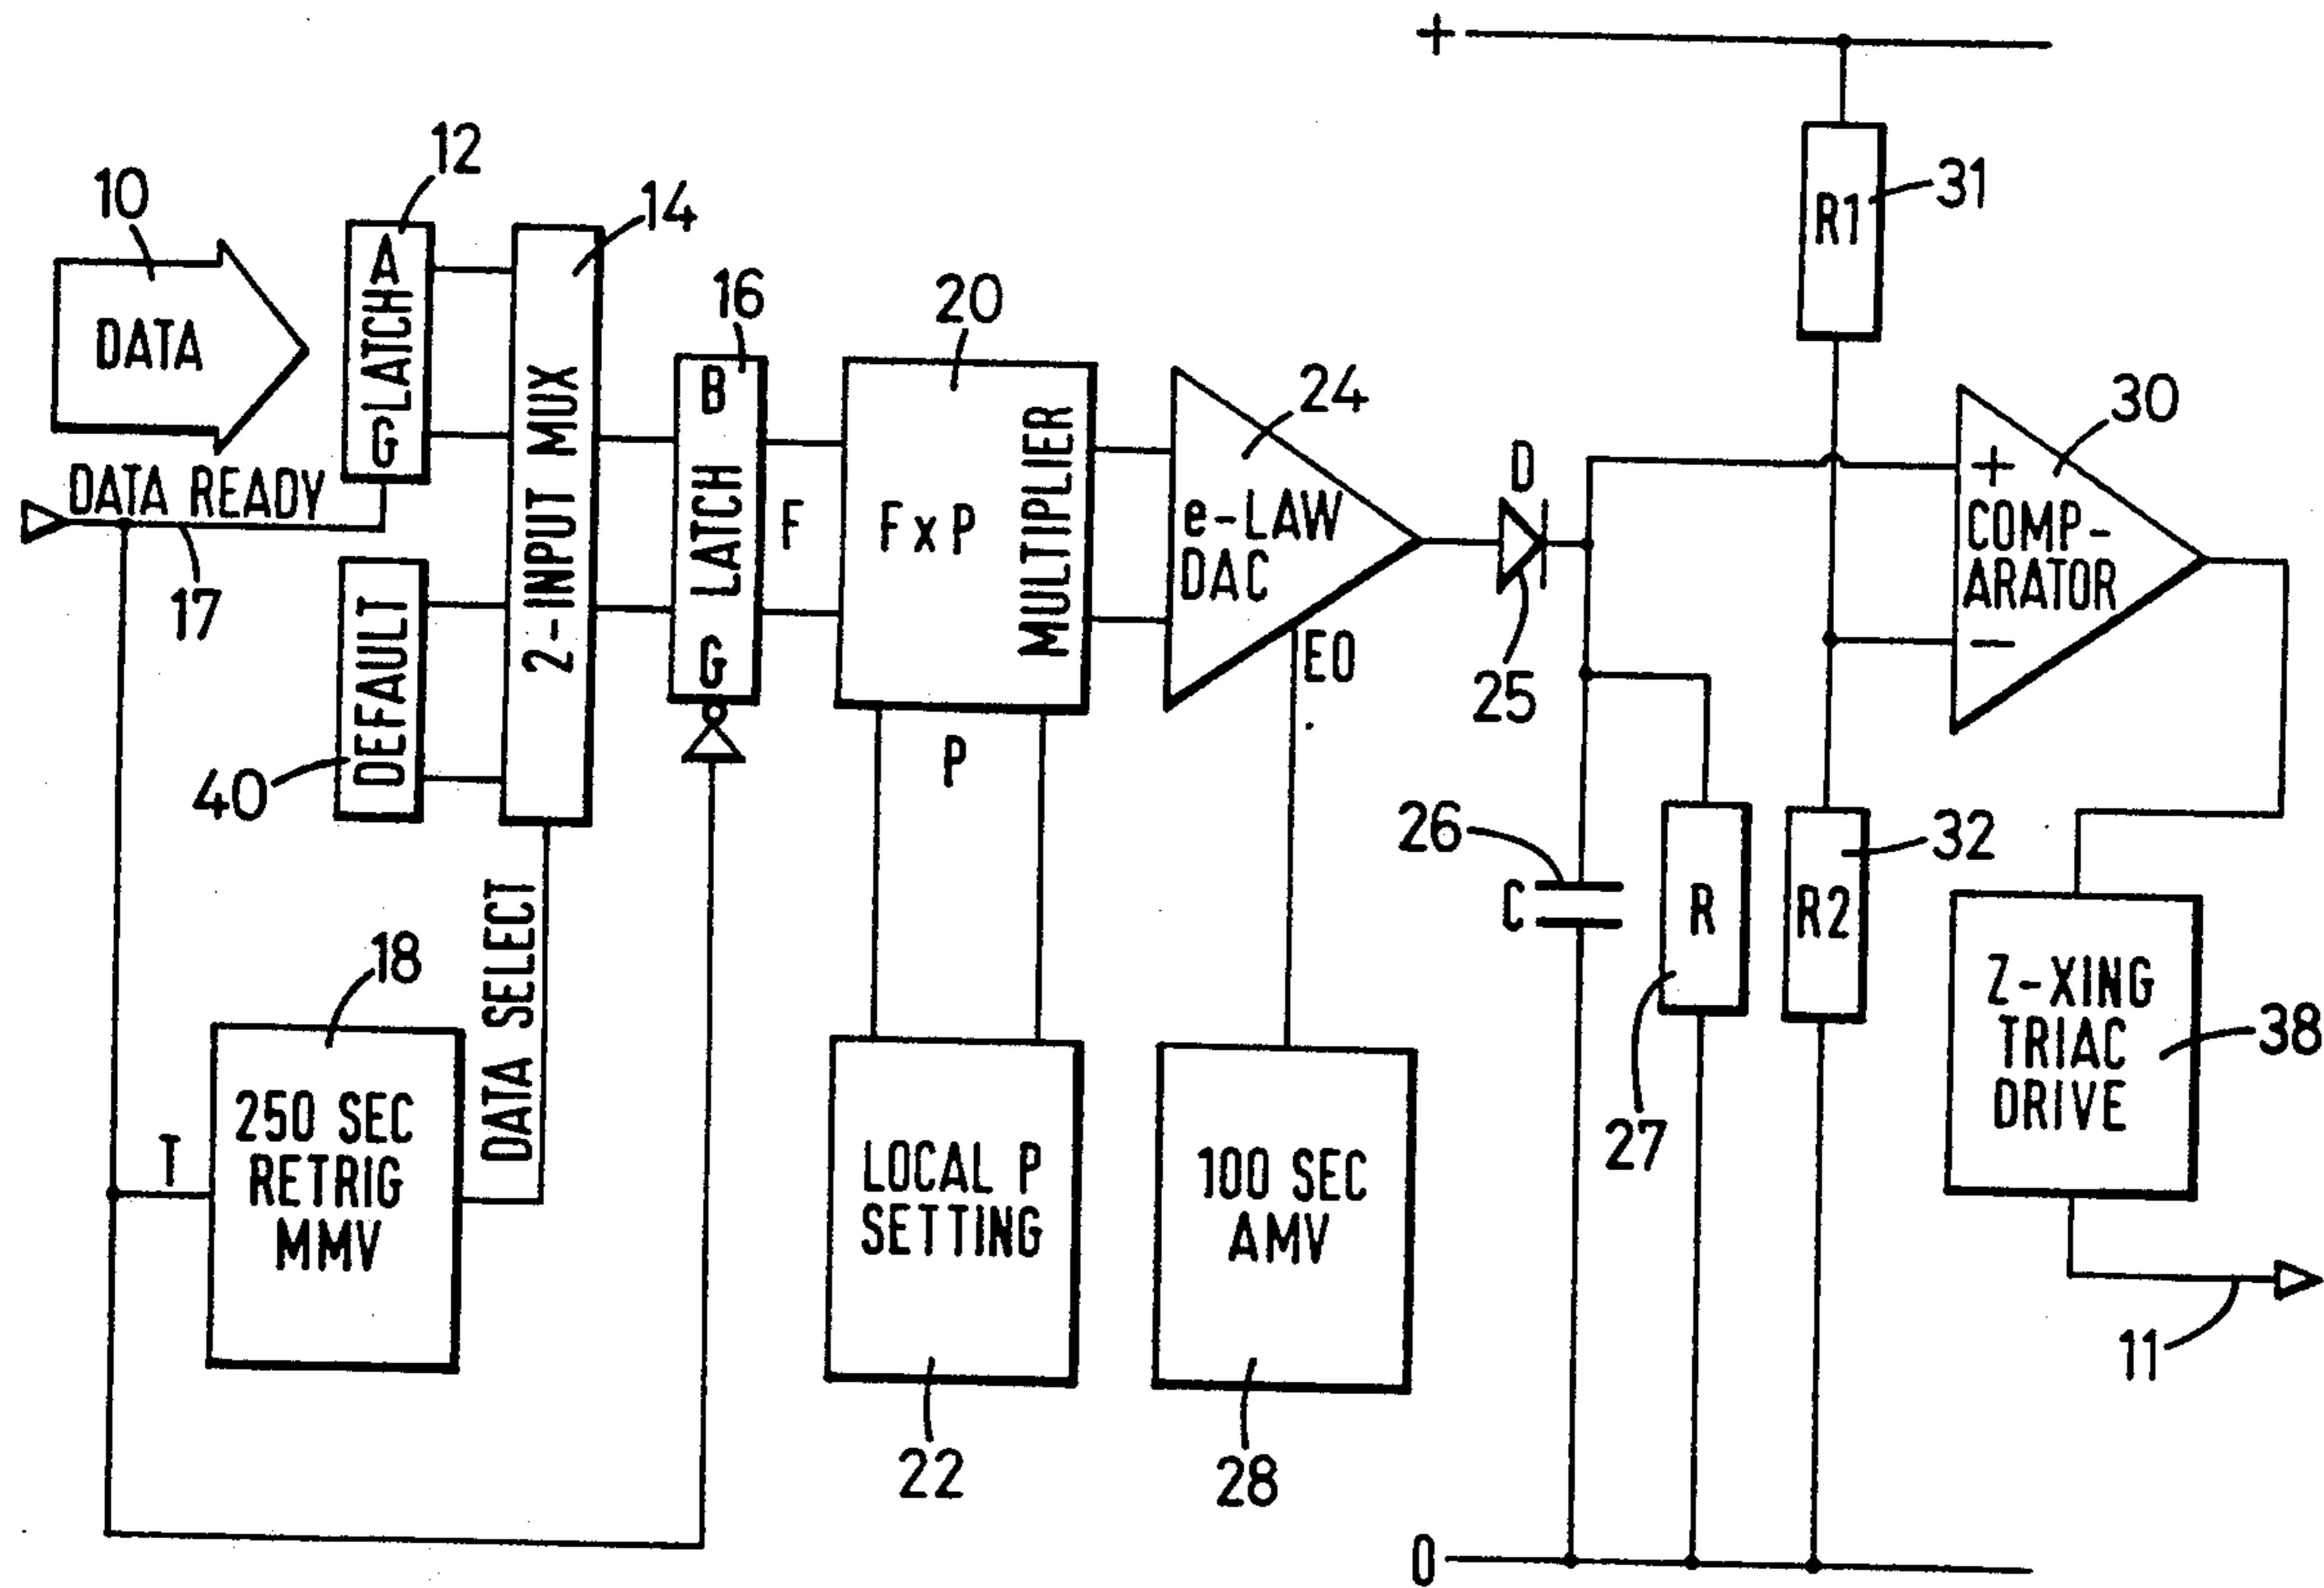 +
12
10
14
31
R1
A
LATCH
G
16
20
DATA
24
30
B
LATCH
G
2-INPUT MUX
MULTIPLIER
D
+
COMP-
ARATOR
-
DATA READY
F
FxP
e-LAW
DAC
17
DEFAULT
E0
25
40
P
26
32
C
R
R2
DATA SELECT
18
Z-XING
TRIAC
DRIVE
38
T
250 SEC
RETRIG
MMV
LOCAL P
SETTING
100 SEC
AMV
27
11
22
28
0